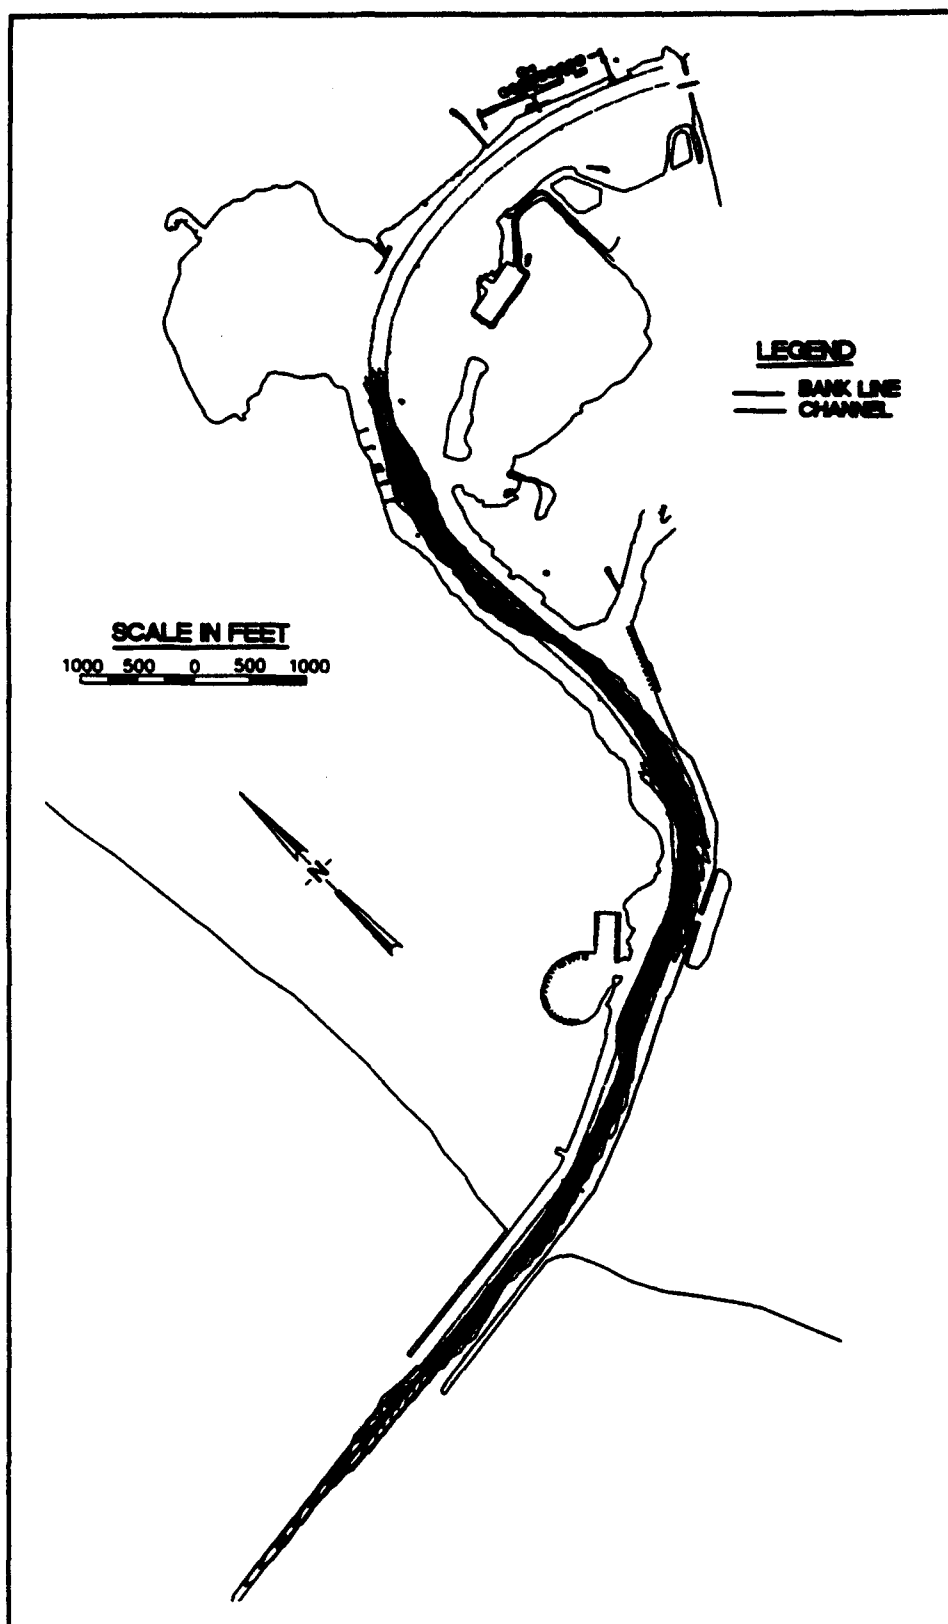 LEGEND
BANK LINE
CHANNEL
SCALE IN FEET
1000 500 0 500 1000
N